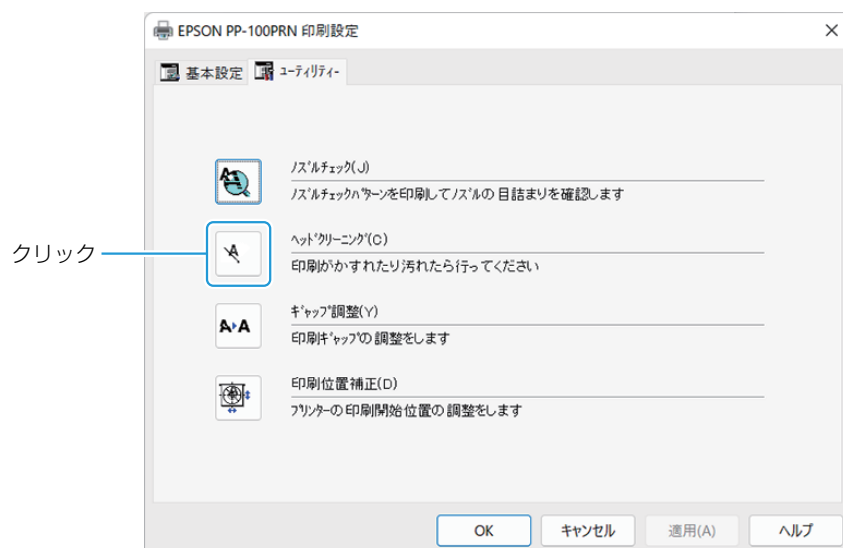 EPSON PP-100PRN 印刷設定
基本設定 ユーティリティー
ノズルチェック(J)
ノズルチェックパターンを印刷してノズルの目詰まりを確認します
クリック
ヘッドクリーニング(C)
印刷がかすれたり汚れたら行ってください
ギャップ調整(Y)
印刷ギャップの調整をします
印刷位置補正(D)
プリンターの印刷開始位置の調整をします
OK キャンセル 適用(A) ヘルプ